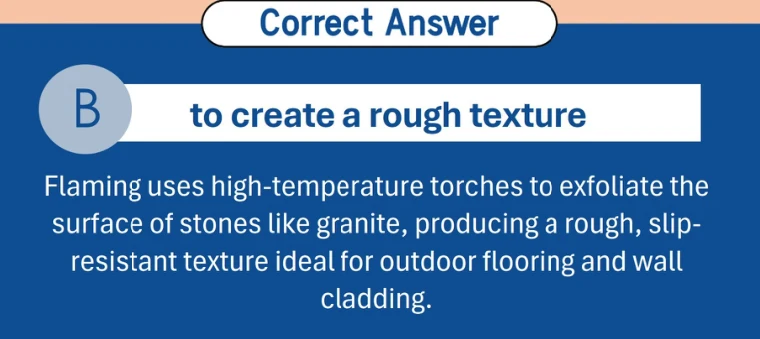 Correct Answer
B
to create a rough texture
Flaming uses high-temperature torches to exfoliate the
surface of stones like granite, producing a rough, slip-
resistant texture ideal for outdoor flooring and wall
cladding.